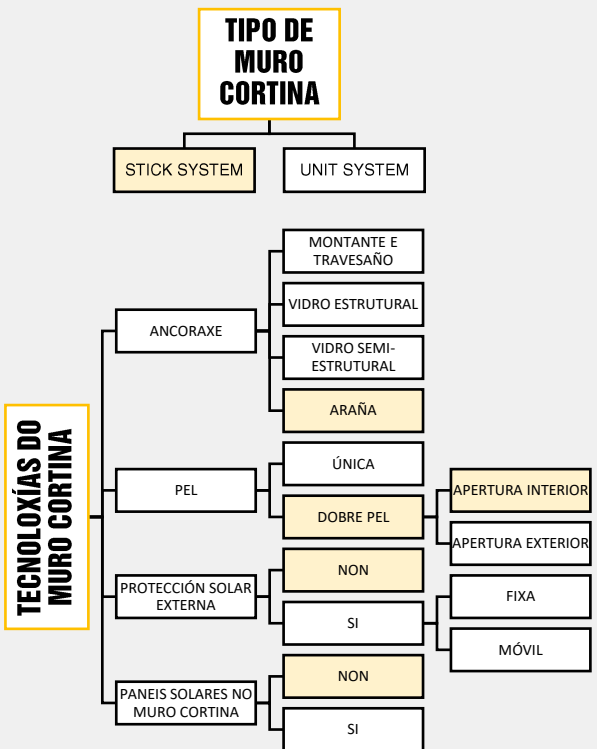 TIPO DE
MURO
CORTINA
STICK SYSTEM
UNIT SYSTEM
TECNOLOXÍAS DO
MURO CORTINA
ANCORAXE
MONTANTE E
TRAVESAÑO
VIDRO ESTRUTURAL
VIDRO SEMI-
ESTRUTURAL
ARAÑA
PEL
ÚNICA
DOBRE PEL
APERTURA INTERIOR
APERTURA EXTERIOR
PROTECCIÓN SOLAR
EXTERNA
NON
SI
FIXA
MÓVIL
PANEIS SOLARES NO
MURO CORTINA
NON
SI